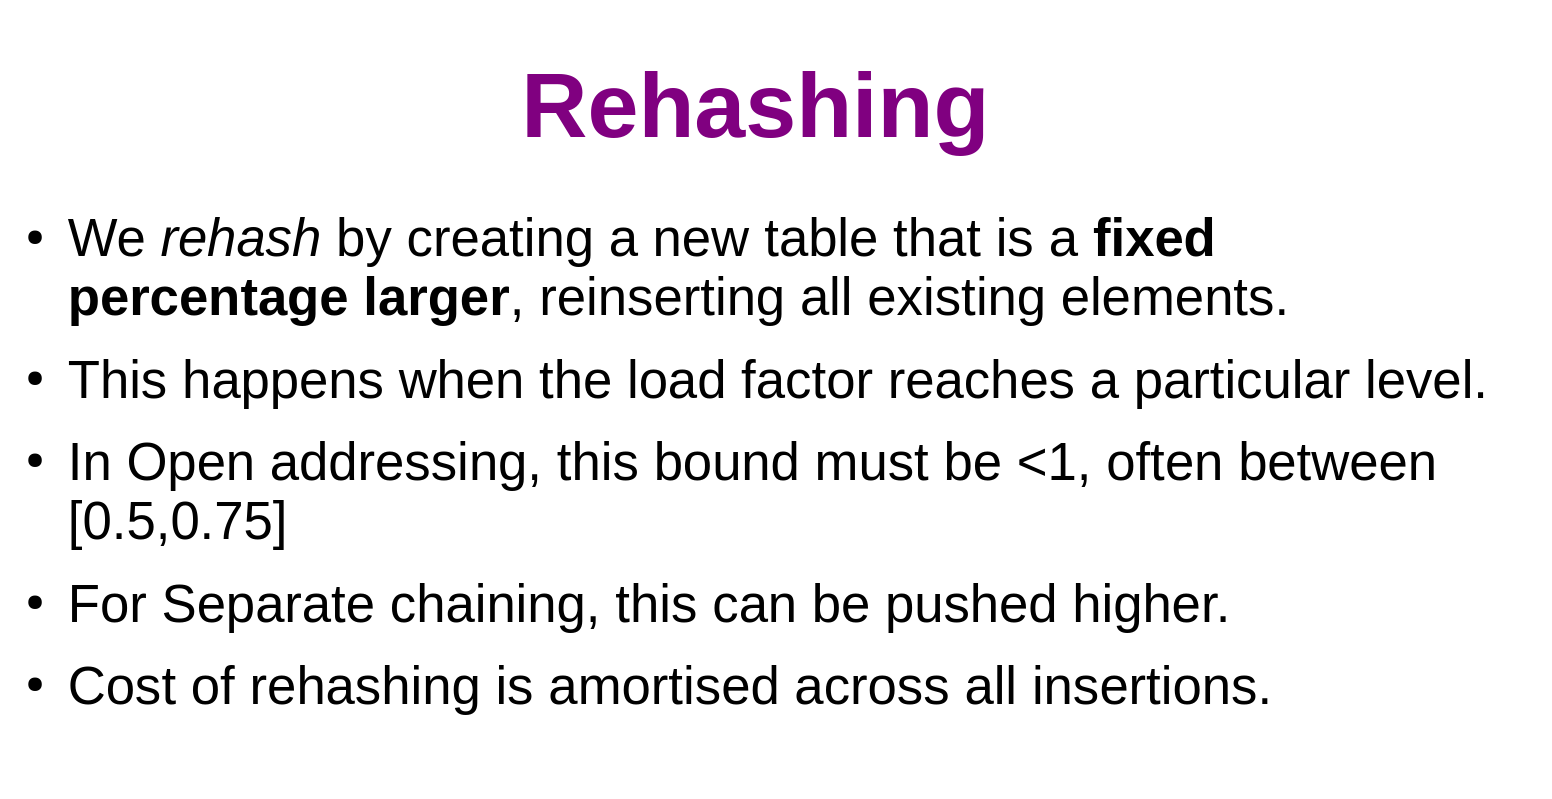 Rehashing
• We rehash by creating a new table that is a fixed
percentage larger, reinserting all existing elements.
• This happens when the load factor reaches a particular level.
• In Open addressing, this bound must be <1, often between
[0.5,0.75]
• For Separate chaining, this can be pushed higher.
• Cost of rehashing is amortised across all insertions.